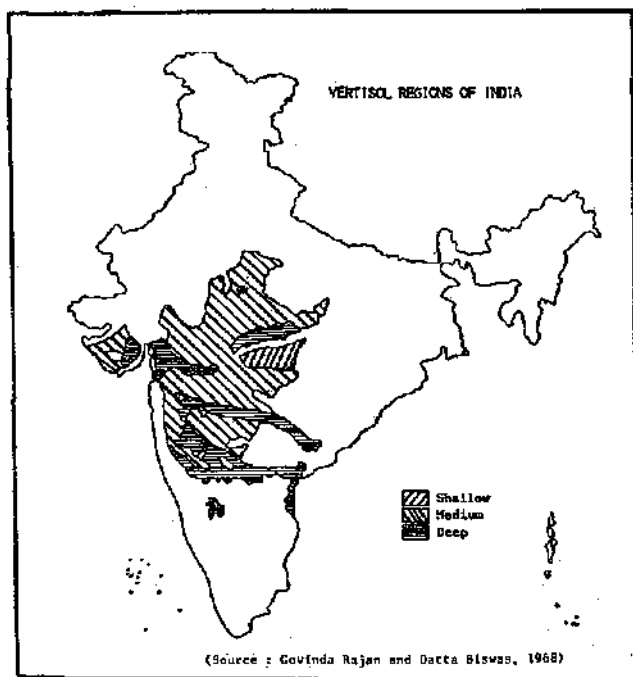 VERTISOL REGIONS OF INDIA
Shallow
Medium
Deep
(Source : Govinda Rajan and Datta Biswas, 1968)